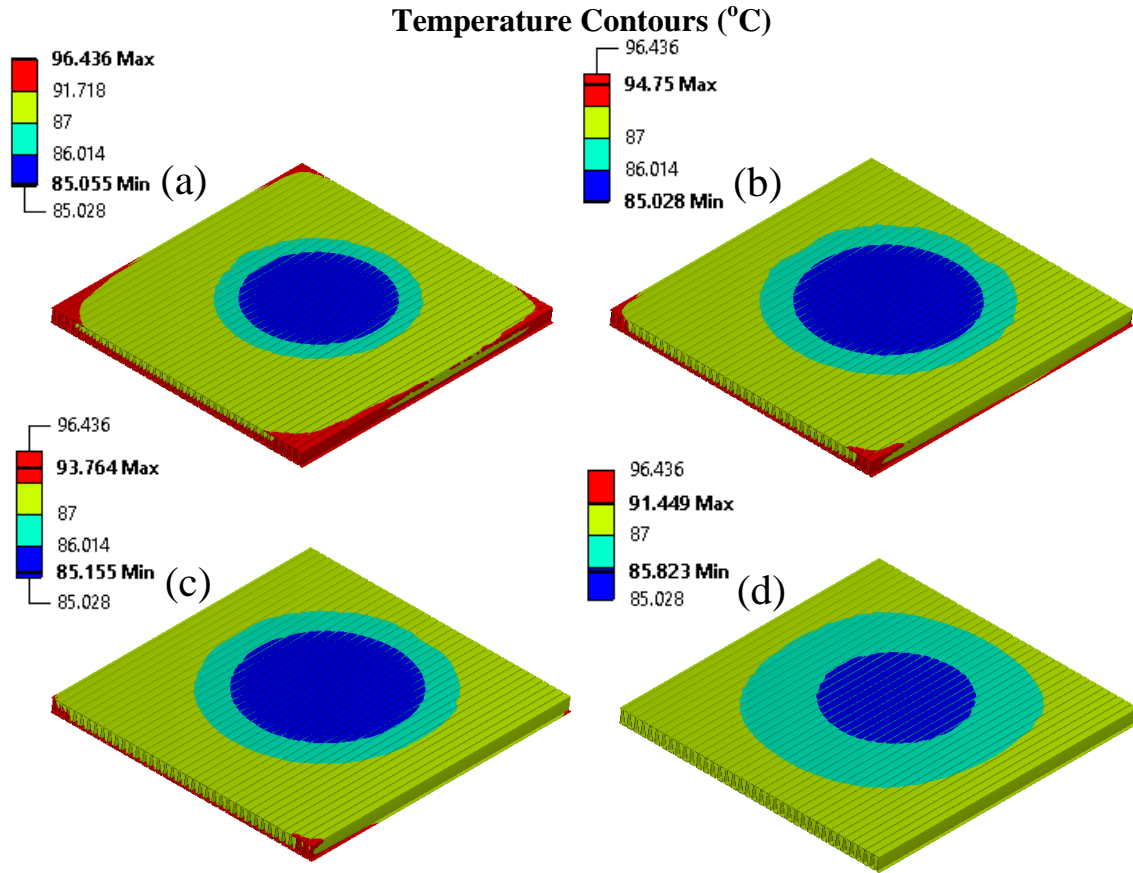 Temperature Contours (°C)
96.436 Max
91.718
87
86.014
85.055 Min
85.028
(a)
96.436
94.75 Max
87
86.014
85.028 Min
(b)
96.436
93.764 Max
87
86.014
85.155 Min
85.028
(c)
96.436
91.449 Max
87
85.823 Min
85.028
(d)